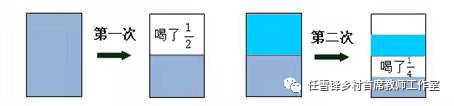 第一次
喝了 1/2
第二次
喝了 1/4
任雪锋乡村首席教师工作室